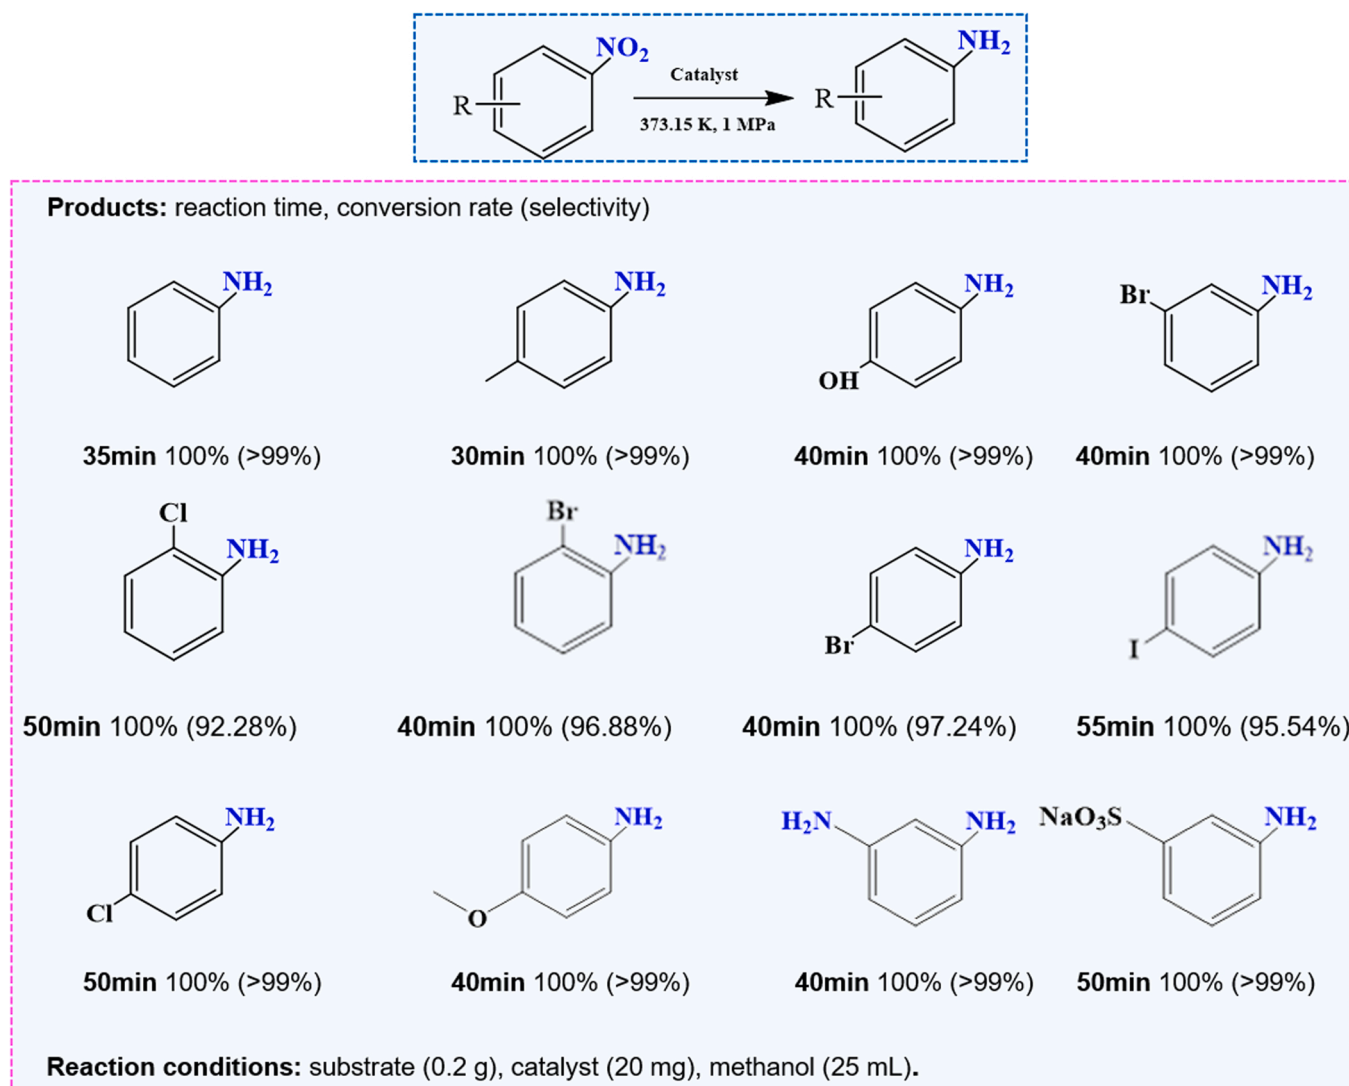 NO₂
NH₂
Catalyst
R
R
373.15 K, 1 MPa
Products: reaction time, conversion rate (selectivity)
NH₂
NH₂
NH₂
Br
NH₂
OH
35min 100% (>99%)
30min 100% (>99%)
40min 100% (>99%)
40min 100% (>99%)
Cl
NH₂
Br
NH₂
NH₂
Br
NH₂
I
50min 100% (92.28%)
40min 100% (96.88%)
40min 100% (97.24%)
55min 100% (95.54%)
NH₂
Cl
NH₂
O
H₂N
NH₂
NaO₃S
NH₂
50min 100% (>99%)
40min 100% (>99%)
40min 100% (>99%)
50min 100% (>99%)
Reaction conditions: substrate (0.2 g), catalyst (20 mg), methanol (25 mL).